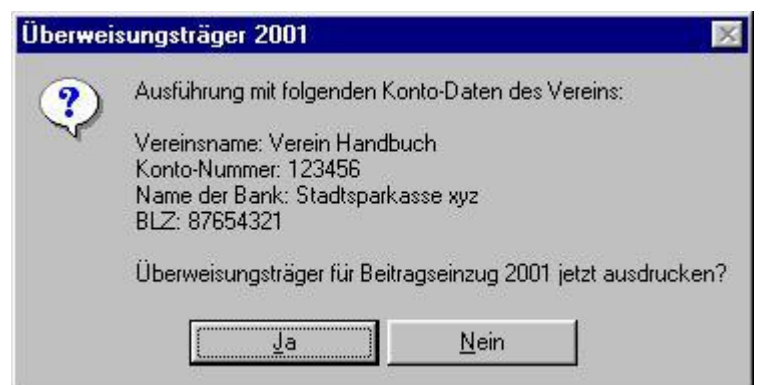 Überweisungsträger 2001
Ausführung mit folgenden Konto-Daten des Vereins:
Vereinsname: Verein Handbuch
Konto-Nummer: 123456
Name der Bank: Stadtsparkasse xyz
BLZ: 87654321
Überweisungsträger für Beitragseinzug 2001 jetzt ausdrucken?
Ja
Nein